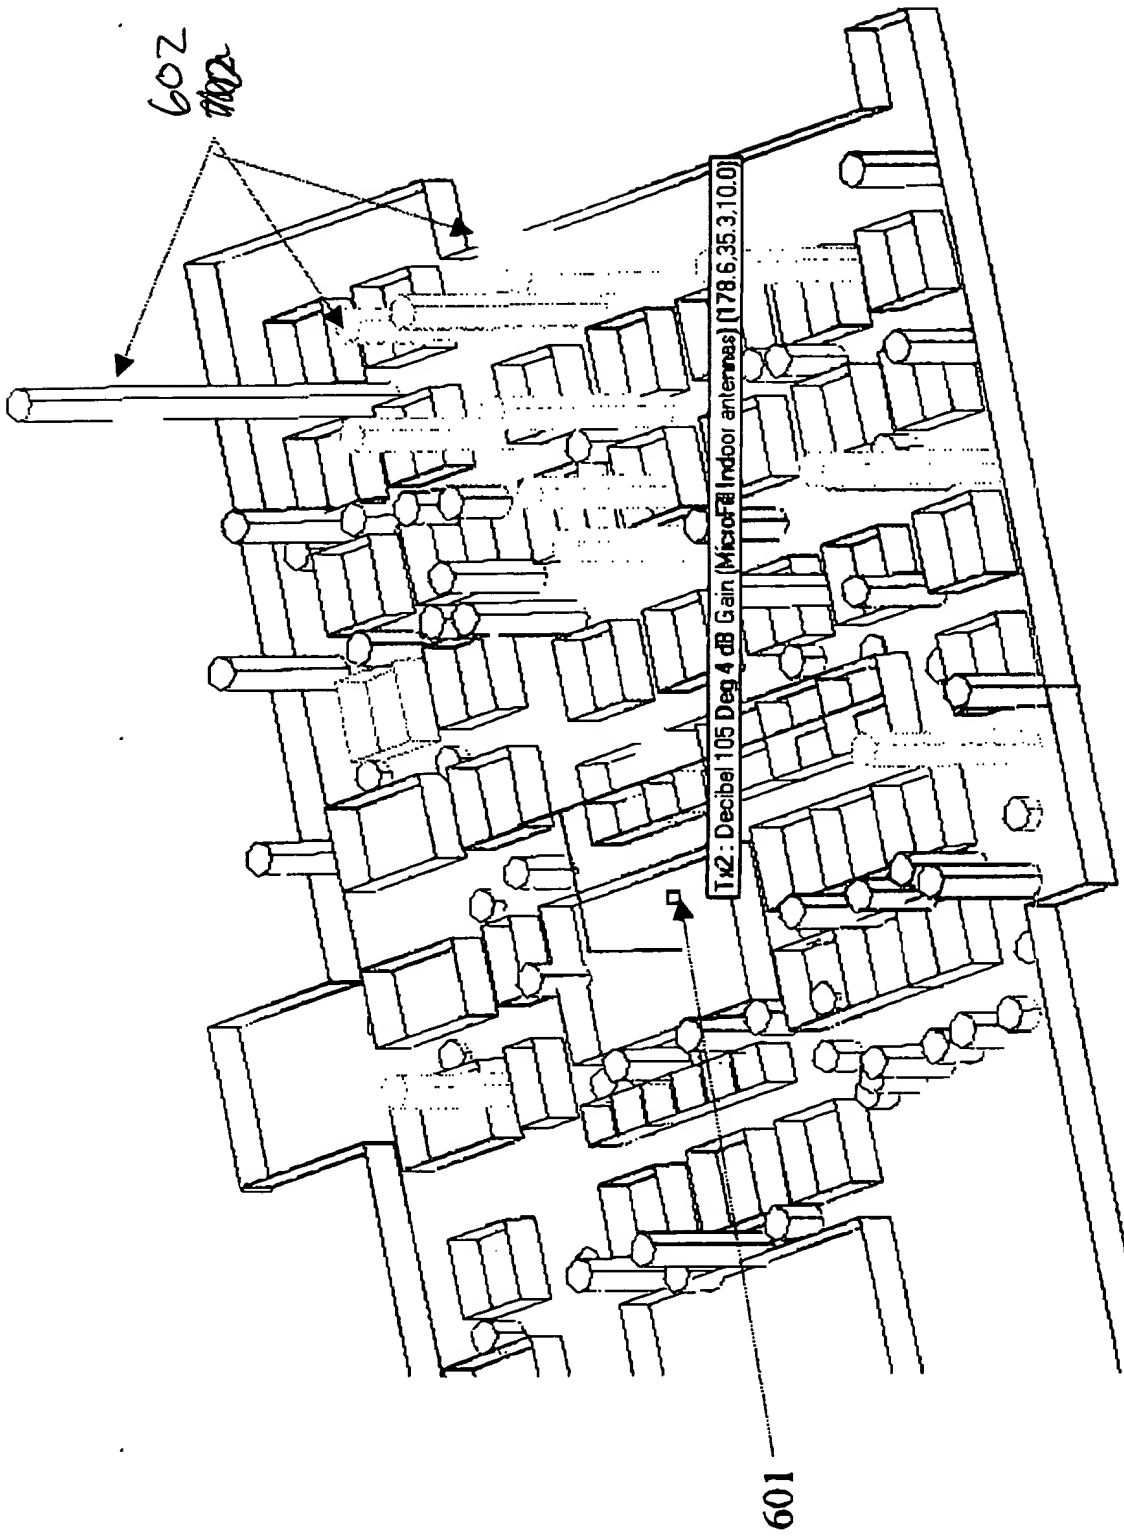 602
Tx2 : Decibel 105 Deg 4 dB Gain (MicroFill Indoor antennas) (178.6,35.3,10.0)
601